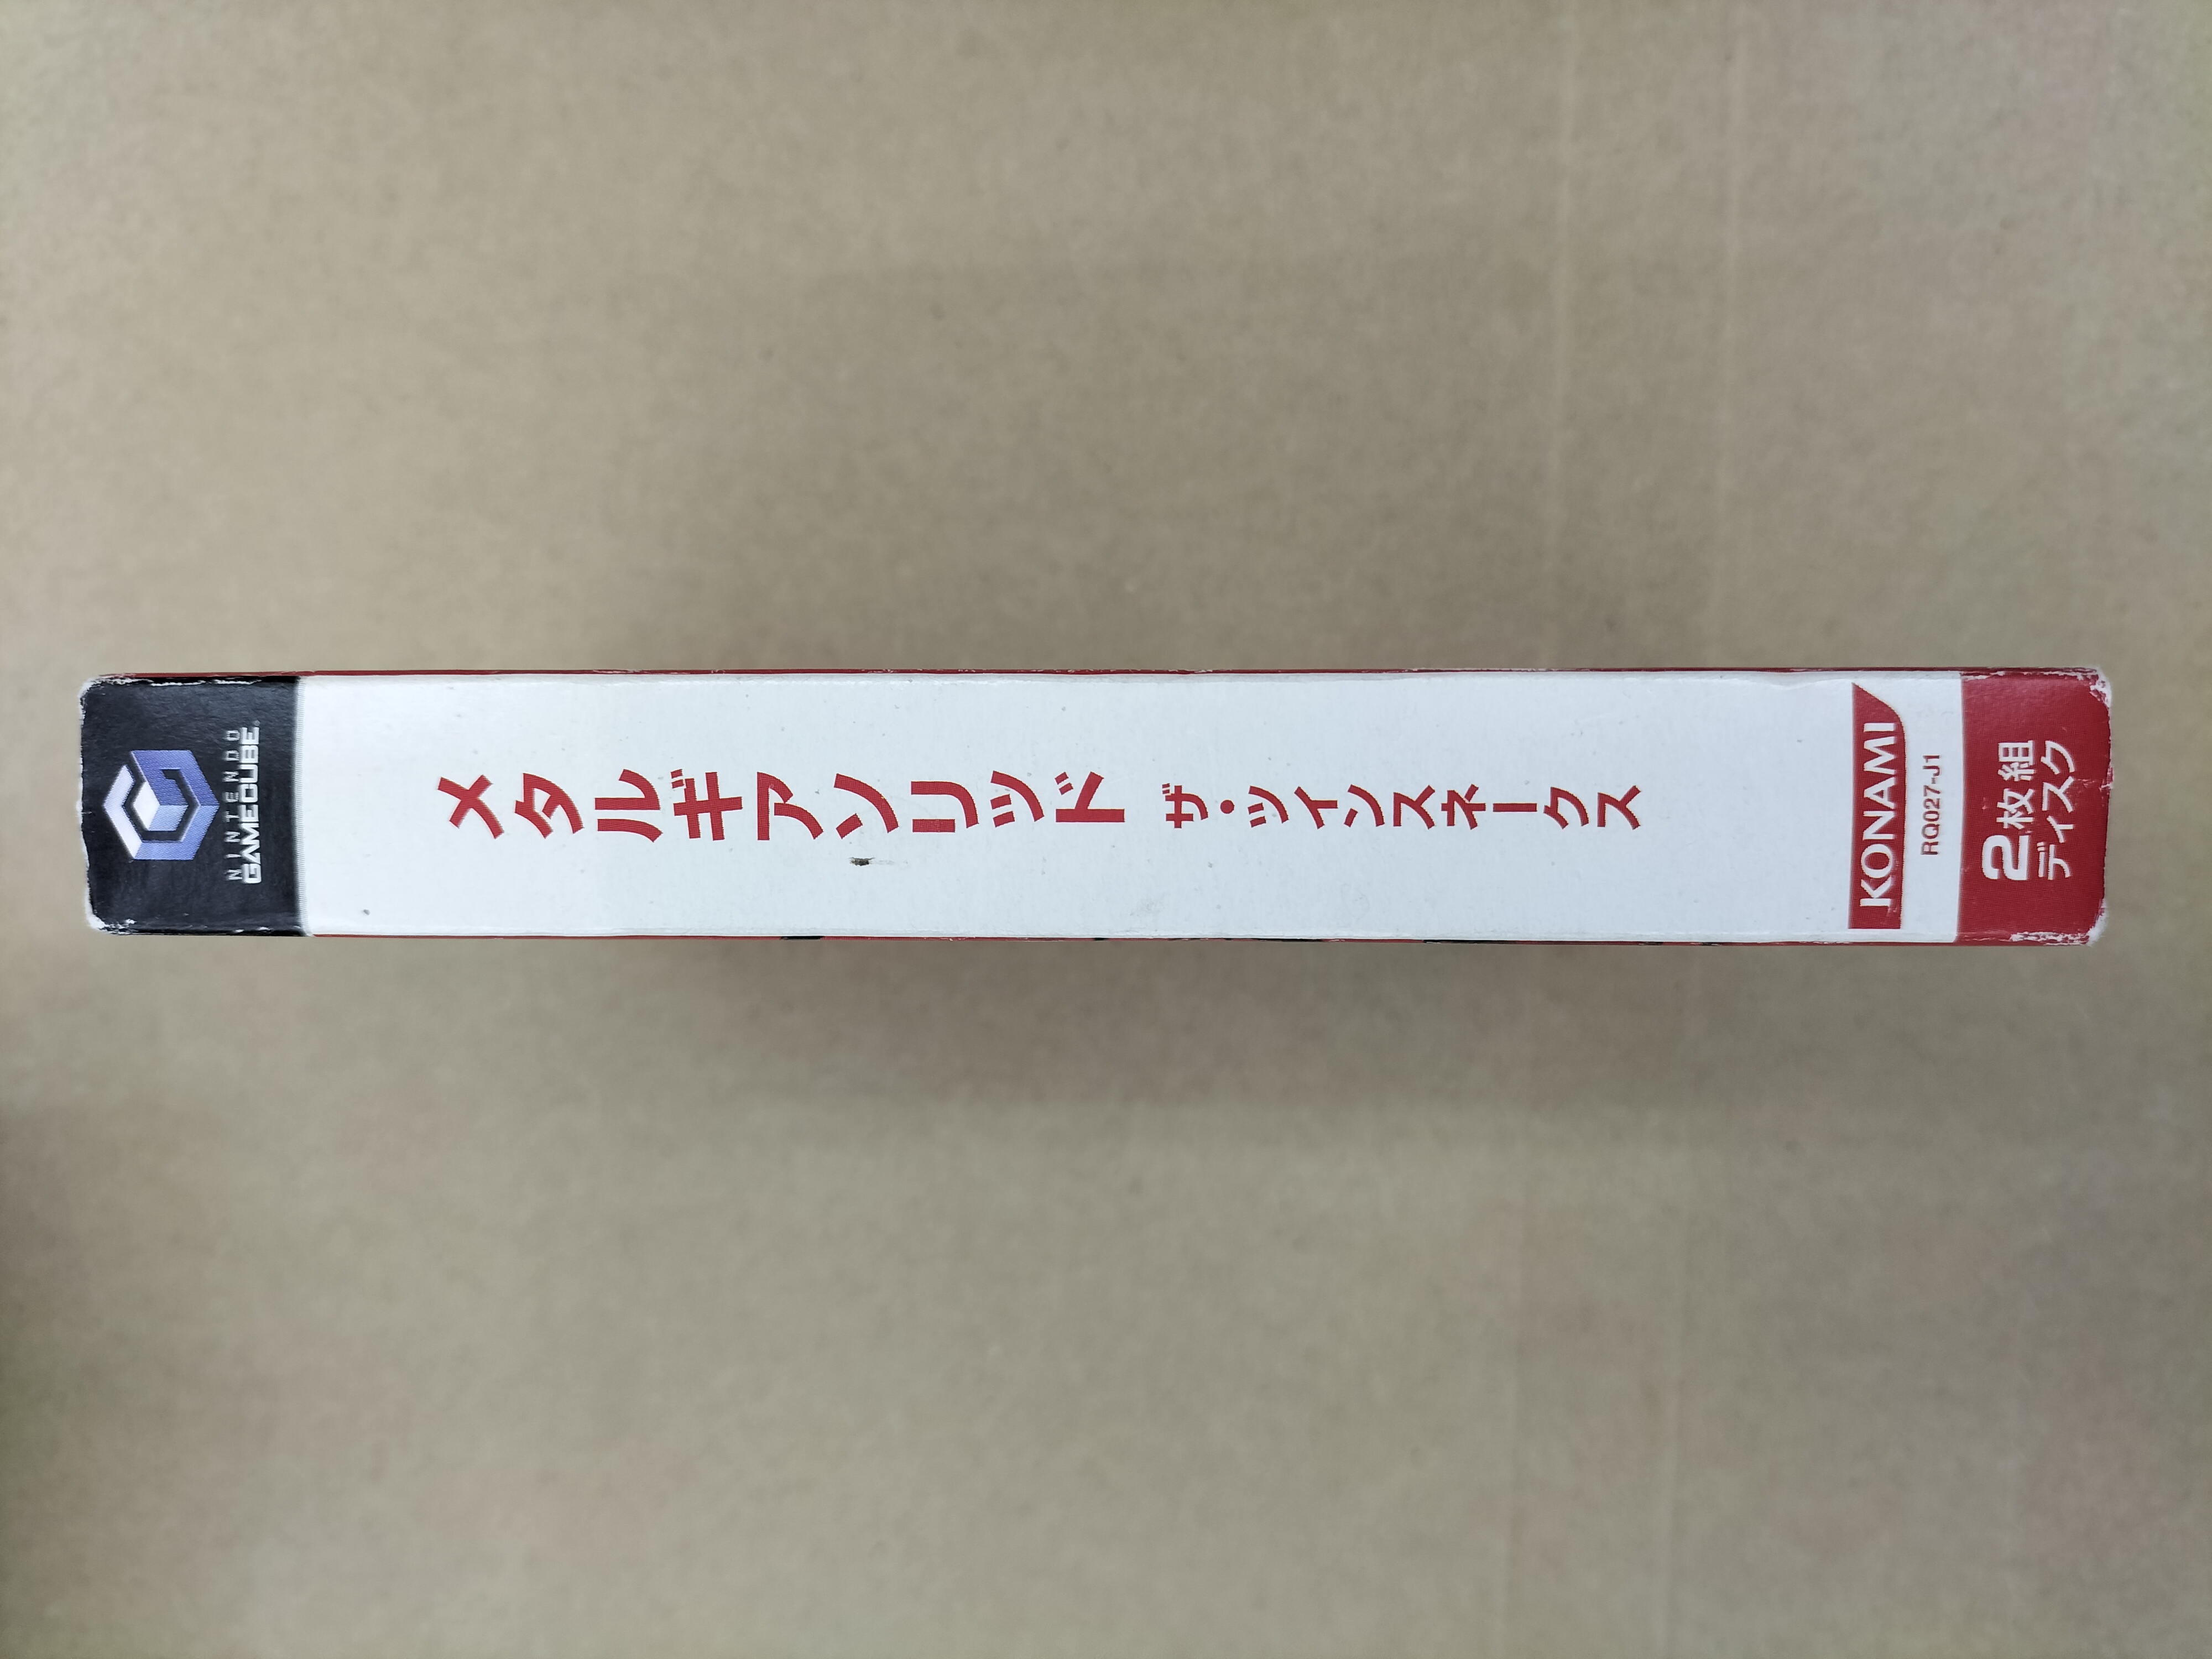 NINTENDO
GAMECUBE
メタルギアソリッド ザ・ツインスネークス
KONAMI
RQ027-J1
2枚組
ディスク